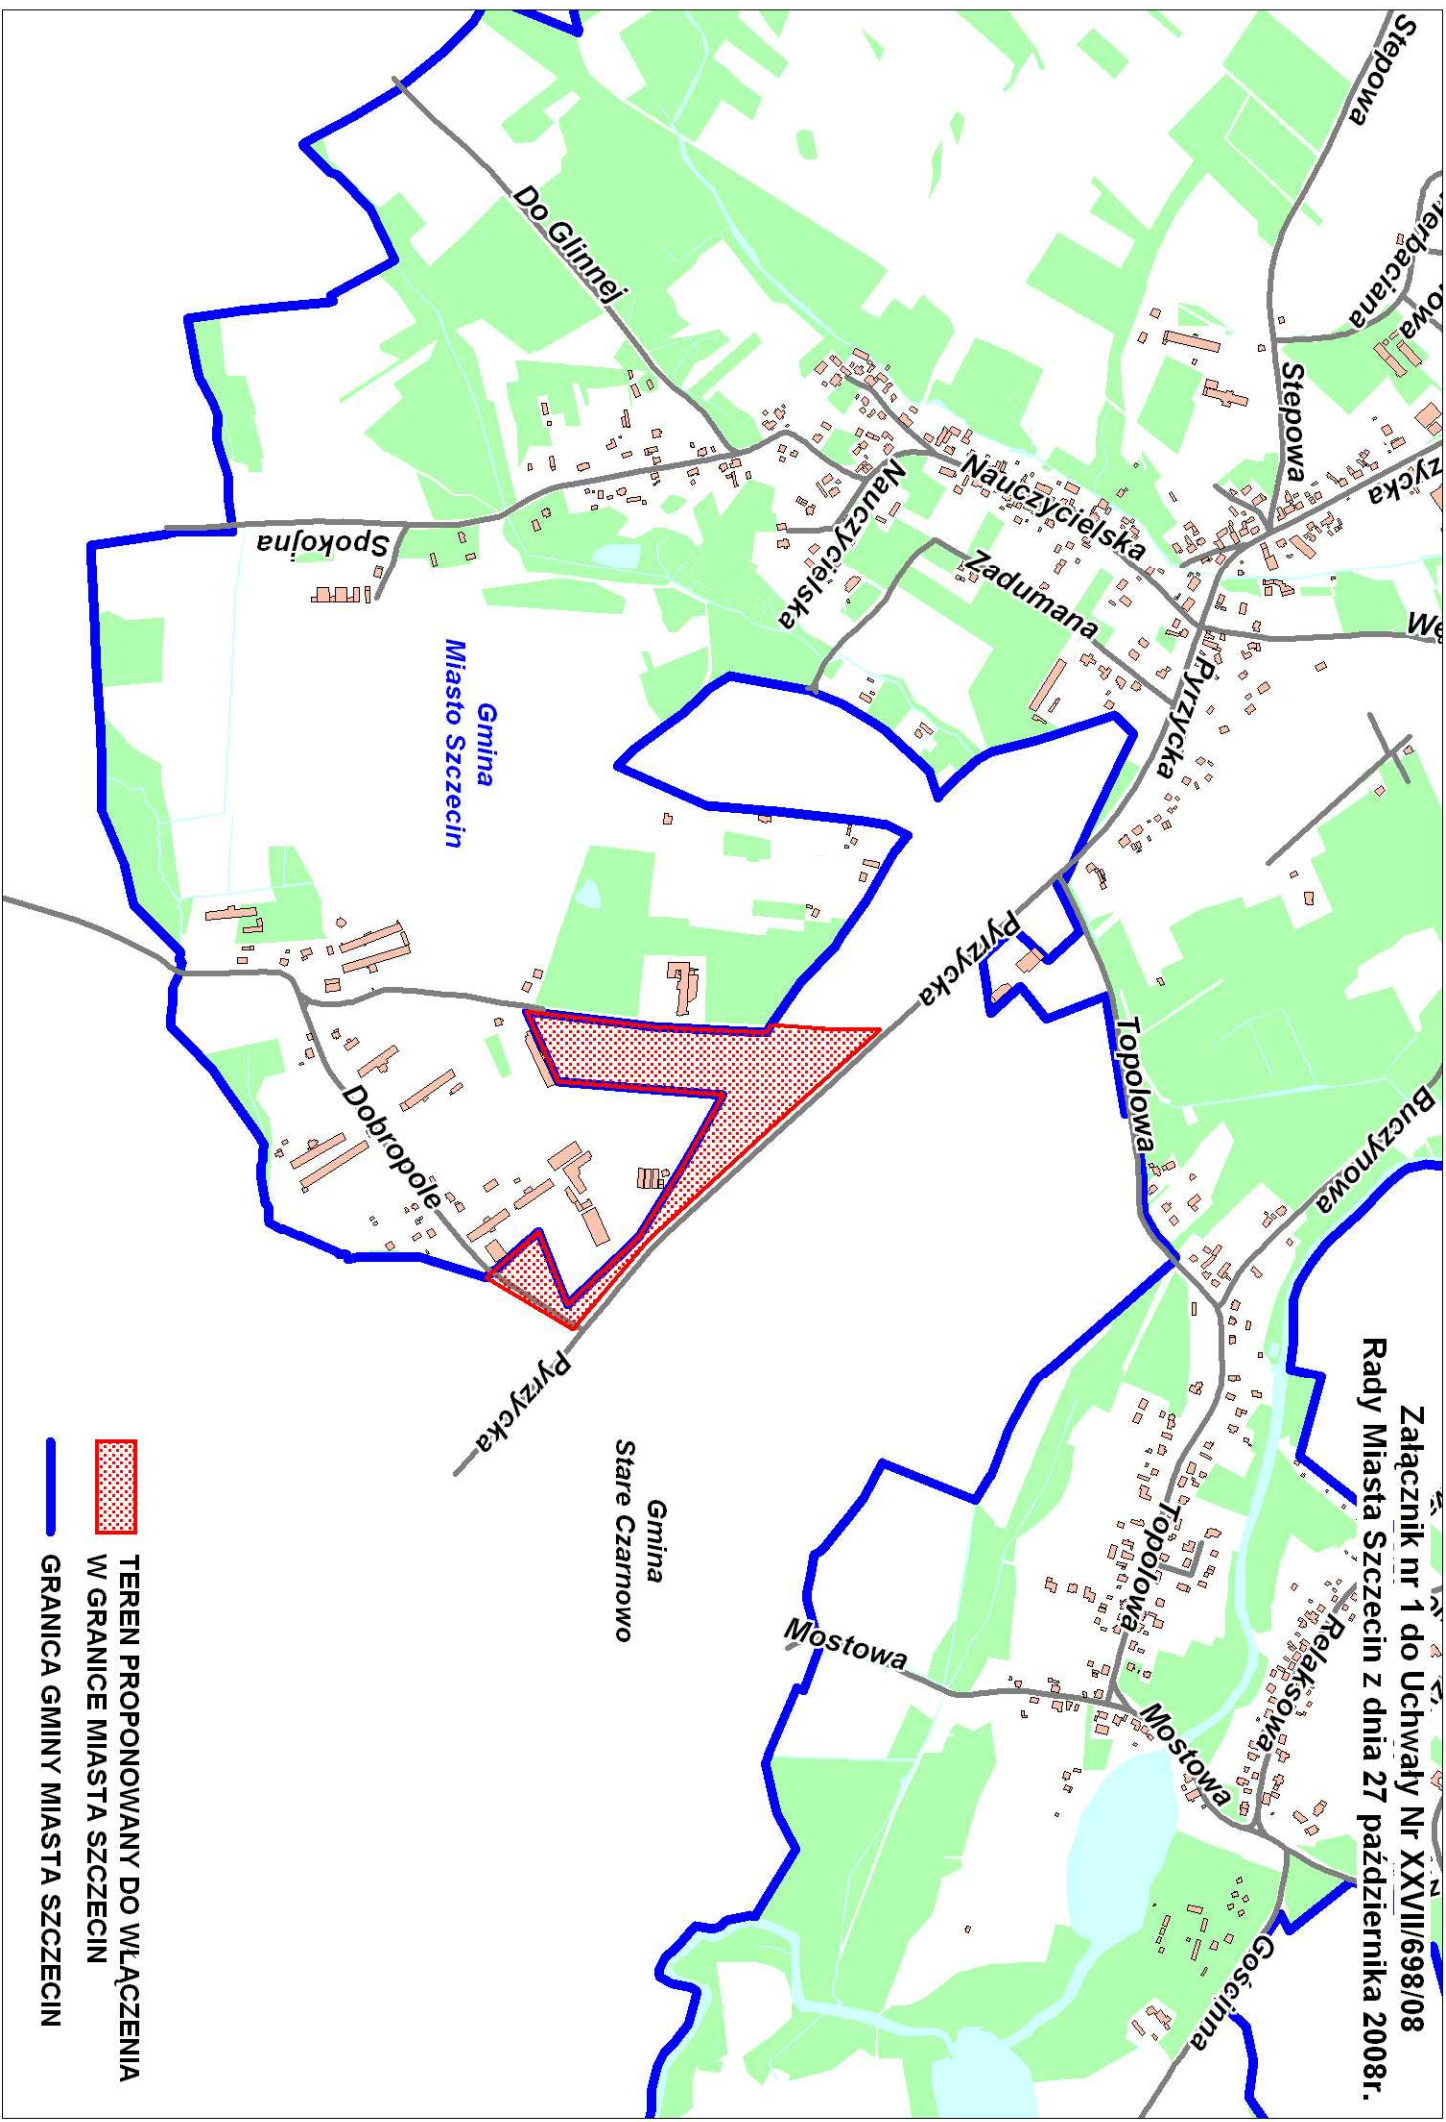 Załącznik nr 1 do Uchwały Nr XXVII/698/08
Rady Miasta Szczecin z dnia 27 października 2008r.
Stepowa
Stepowa
Pyrzycka
Buczynowa
Topolowa
Relaksowa
Topolowa
Mostowa
Gościnna
Nauczycielska
Zadumana
Nauczycielska
Do Glinnej
Pyrzycka
Mostowa
Gmina
Stare Czarnowo
Pyrzycka
Spokojna
Gmina
Miasto Szczecin
Dobropole
TEREN PROPONOWANY DO WŁĄCZENIA
W GRANICE MIASTA SZCZECIN
GRANICA GMINY MIASTA SZCZECIN